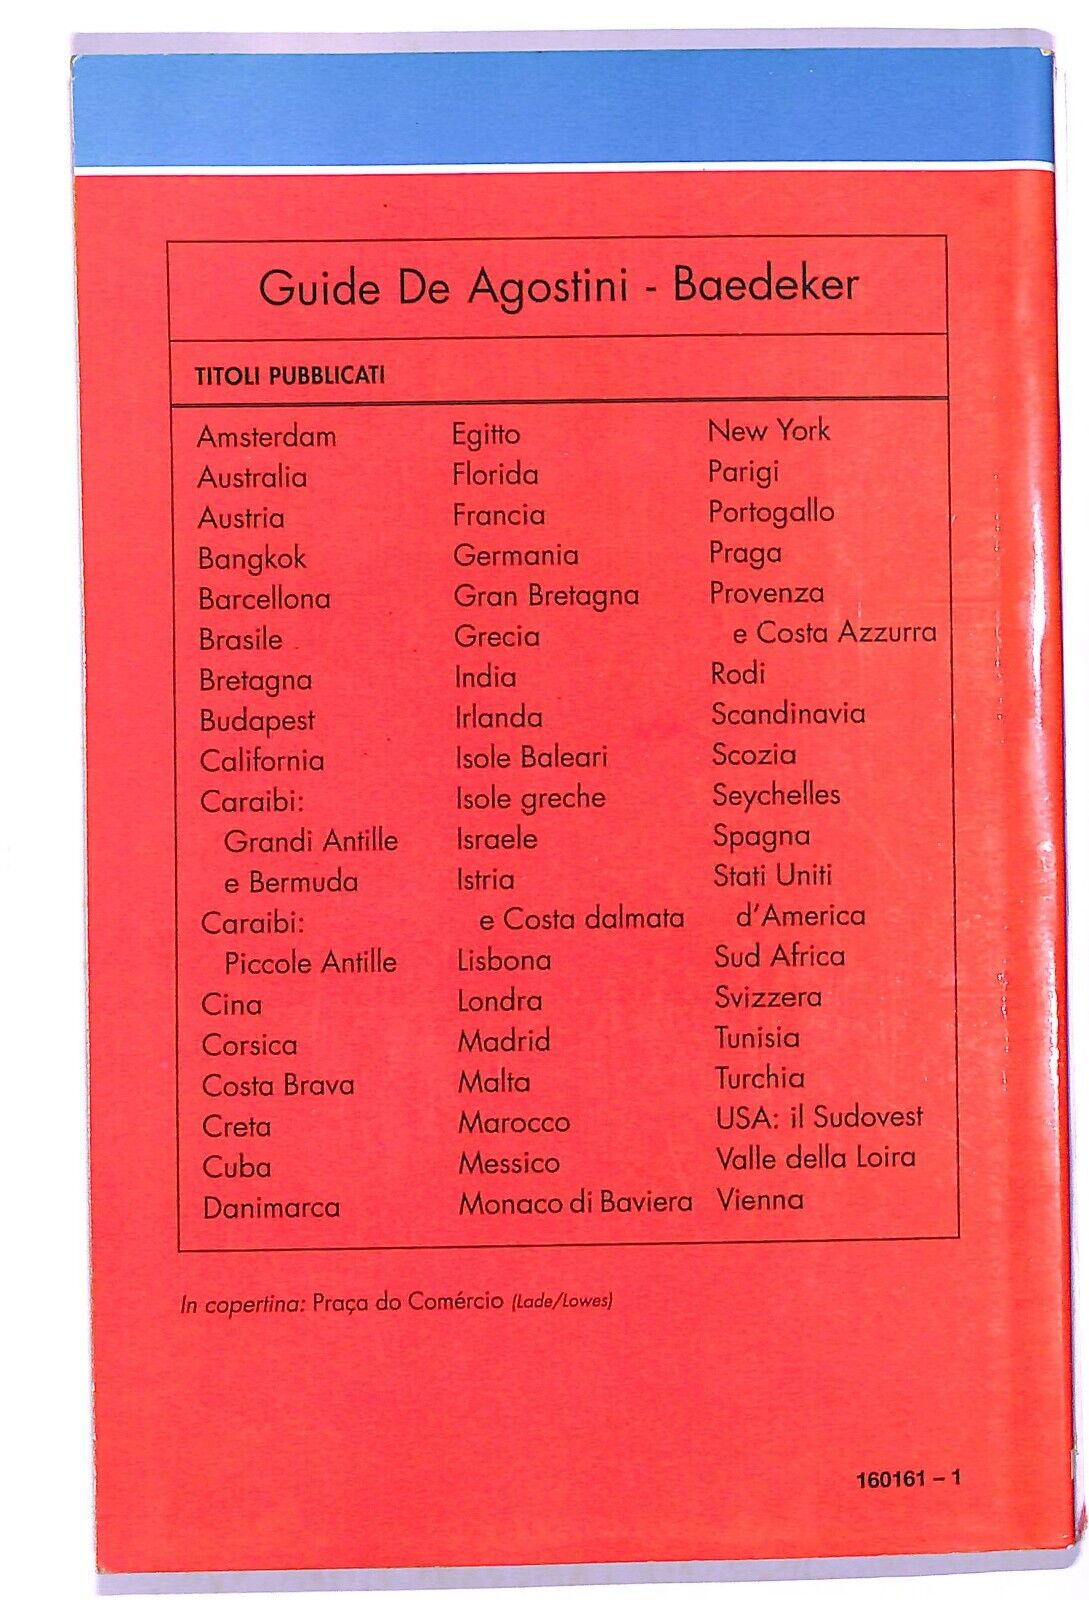 Guide De Agostini - Baedeker
TITOLI PUBBLICATI
Amsterdam
Australia
Austria
Bangkok
Barcellona
Brasile
Bretagna
Budapest
California
Caraibi:
Grandi Antille
e Bermuda
Caraibi:
Piccole Antille
Cina
Corsica
Costa Brava
Creta
Cuba
Danimarca
Egitto
Florida
Francia
Germania
Gran Bretagna
Grecia
India
Irlanda
Isole Baleari
Isole greche
Israele
Istria
e Costa dalmata
Lisbona
Londra
Madrid
Malta
Marocco
Messico
Monaco di Baviera
New York
Parigi
Portogallo
Praga
Provenza
e Costa Azzurra
Rodi
Scandinavia
Scozia
Seychelles
Spagna
Stati Uniti
d'America
Sud Africa
Svizzera
Tunisia
Turchia
USA: il Sudovest
Valle della Loira
Vienna
In copertina: Praça do Comércio (Lade/Lowes)
160161 – 1